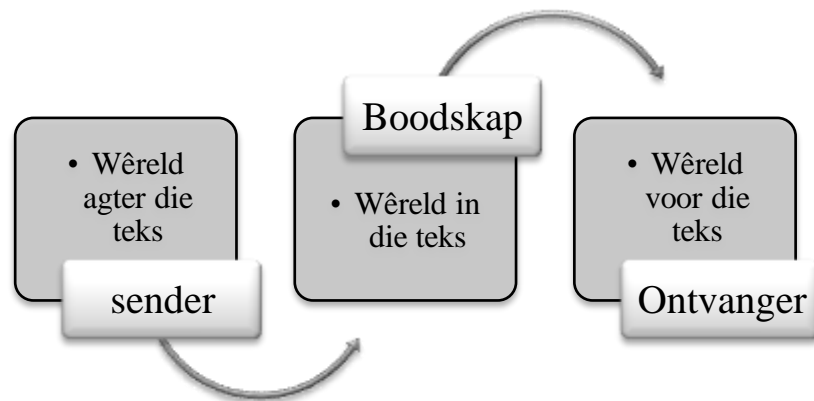 • Wêreld
agter die
teks
sender
Boodskap
• Wêreld in
die teks
• Wêreld
voor die
teks
Ontvanger